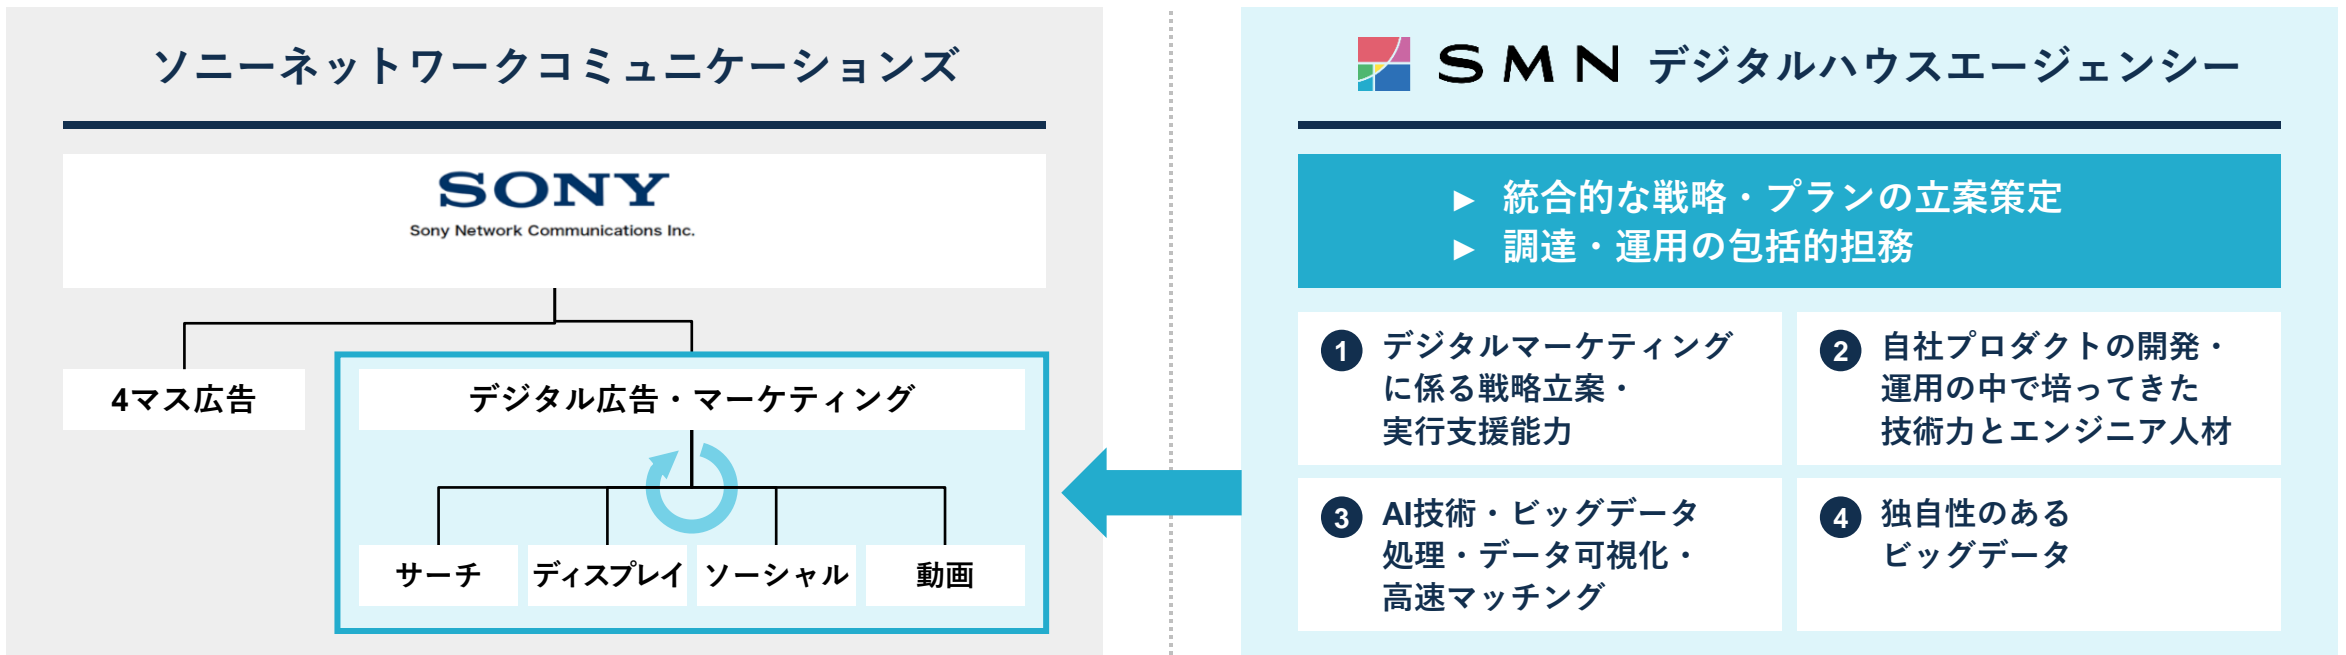 ソニーネットワークコミュニケーションズ
SONY
Sony Network Communications Inc.
4マス広告
デジタル広告・マーケティング
サーチ
ディスプレイ
ソーシャル
動画
SMN デジタルハウスエージェンシー
► 統合的な戦略・プランの立案策定
► 調達・運用の包括的担務
1 デジタルマーケティング
に係る戦略立案・
実行支援能力
2 自社プロダクトの開発・
運用の中で培ってきた
技術力とエンジニア人材
3 AI技術・ビッグデータ
処理・データ可視化・
高速マッチング
4 独自性のある
ビッグデータ